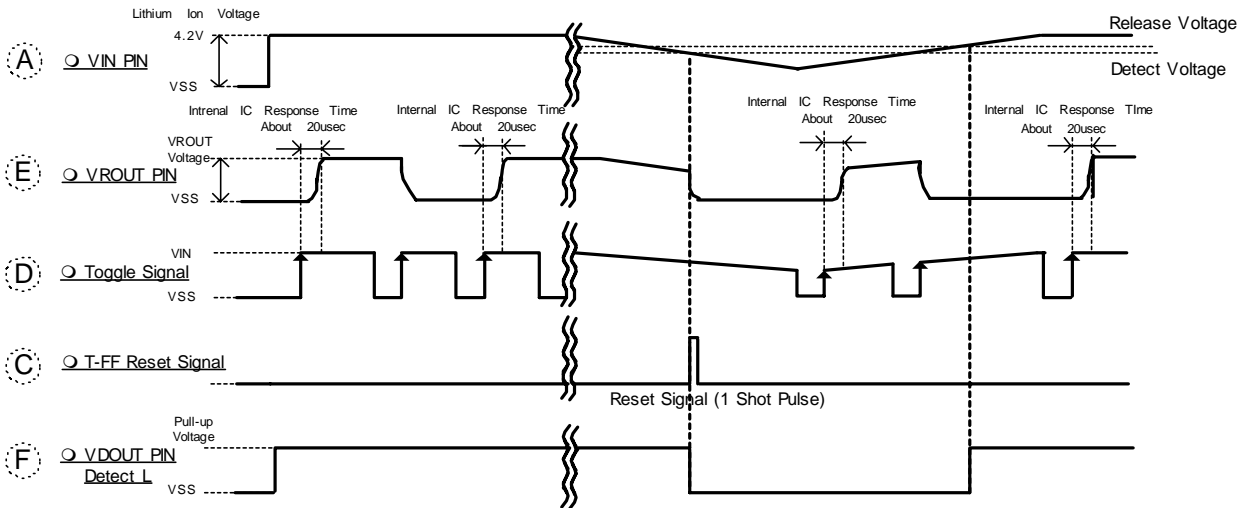 Lithium Ion Voltage
4.2V
Release Voltage
A
VIN PIN
Detect Voltage
VSS
Intrenal IC Response Time
About 20usec
Internal IC Response Time
About 20usec
Internal IC Response Time
About 20usec
Internal IC Response TIme
About 20usec
VROUT
Voltage
E
VROUT PIN
VSS
VIN
D
Toggle Signal
VSS
C
T-FF Reset Signal
Reset Signal (1 Shot Pulse)
Pull-up
Voltage
F
VDOUT PIN
Detect L
VSS